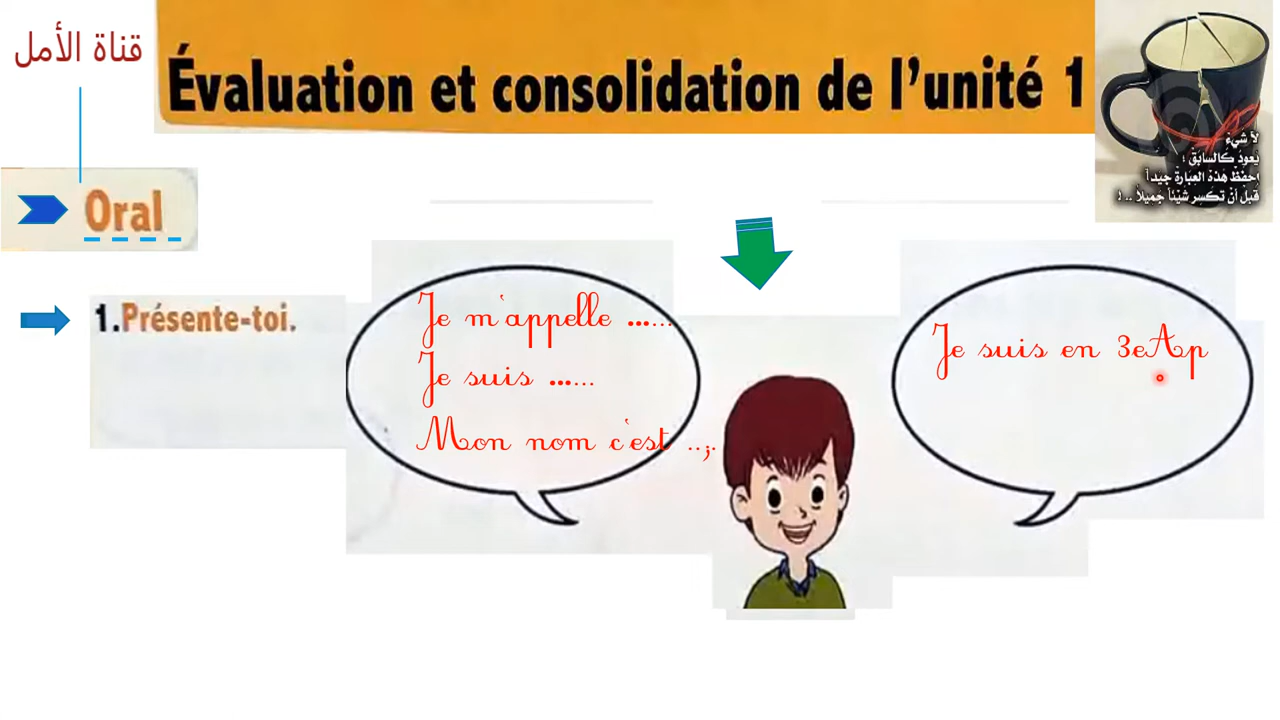 قناة الأمل
Évaluation et consolidation de l'unité 1
لا شيء
يعود كالسابق ؛
احفظ هذه العبارة جيداً
قبل أن تكسر شيئاً جميلاً .. !
Oral
1.Présente-toi.
Je m'appelle ......
Je suis ......
Mon nom c'est ..;.
Je suis en 3eAp